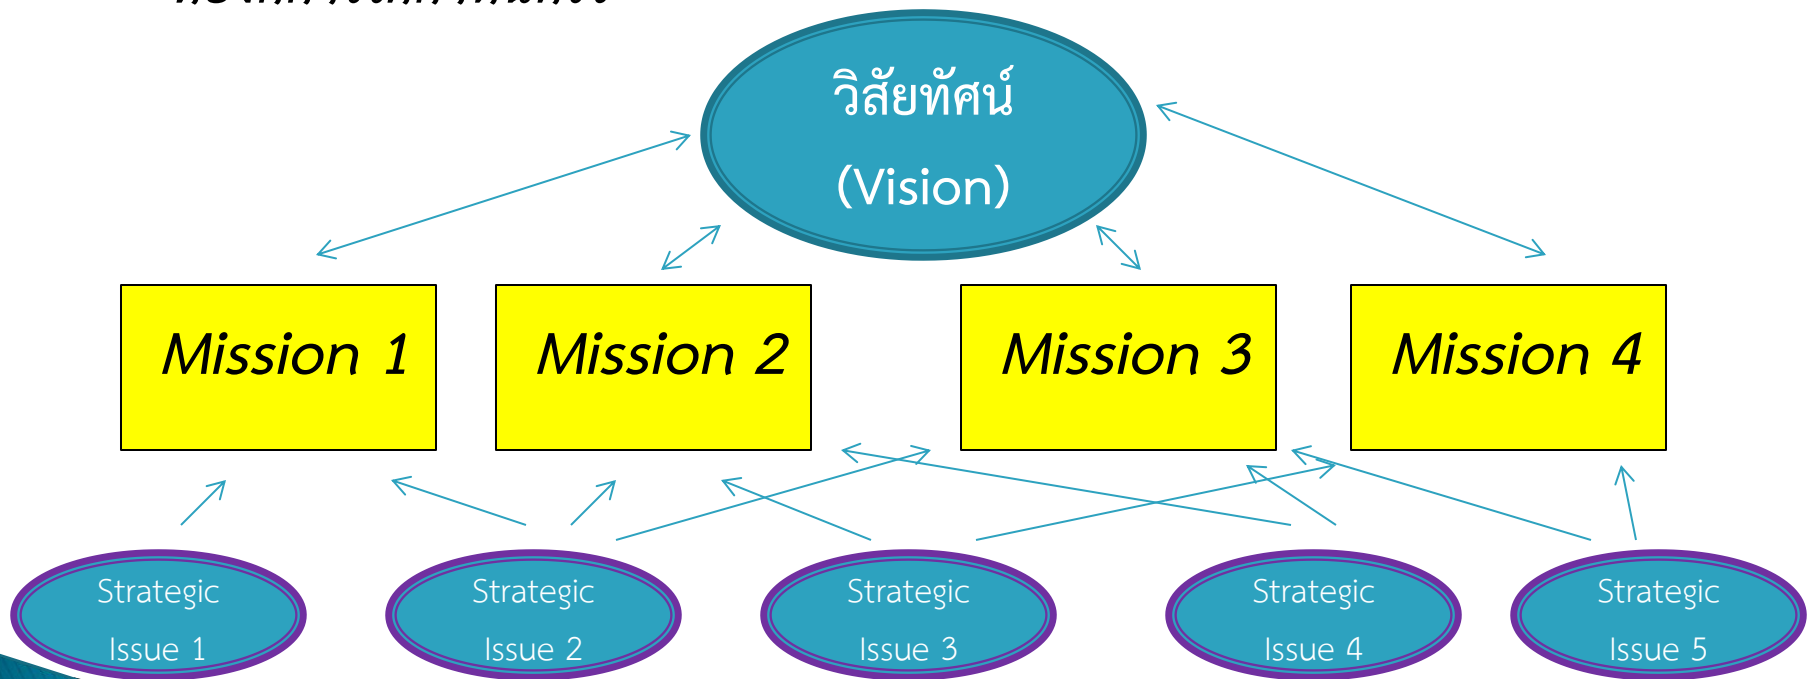 วิสัยทัศน์
(Vision)
Mission 1
Mission 2
Mission 3
Mission 4
Strategic
Issue 1
Strategic
Issue 2
Strategic
Issue 3
Strategic
Issue 4
Strategic
Issue 5